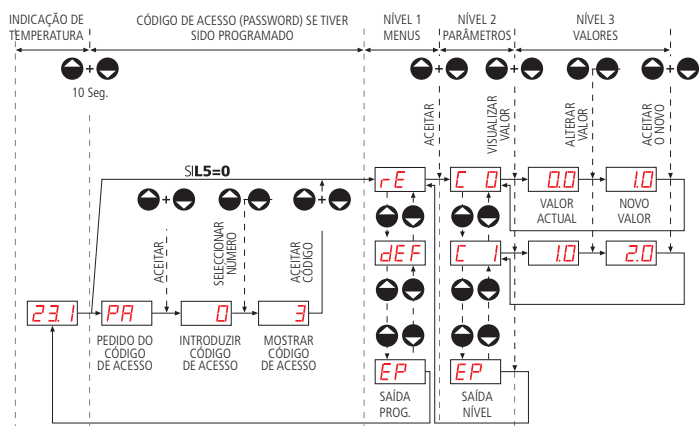 INDICAÇÃO DE
TEMPERATURA
CÓDIGO DE ACESSO (PASSWORD) SE TIVER
SIDO PROGRAMADO
NÍVEL 1
MENUS
NÍVEL 2
PARÂMETROS
NÍVEL 3
VALORES
+
+
+
+
10 Seg.
ACEITAR
VISUALIZAR
VALOR
ALTERAR
VALOR
ACEITAR
O NOVO
SIL5=0
rE
C 0
0.0
1.0
VALOR
ACTUAL
NOVO
VALOR
+
+
ACEITAR
SELECCIONAR
NÚMERO
ACEITAR
CÓDIGO
dEF
C 1
1.0
2.0
23.1
PA
0
3
PEDIDO DO
CÓDIGO
DE ACESSO
INTRODUZIR
CÓDIGO
DE ACESSO
MOSTRAR
CÓDIGO
DE ACESSO
EP
EP
SAÍDA
PROG.
SAÍDA
NÍVEL